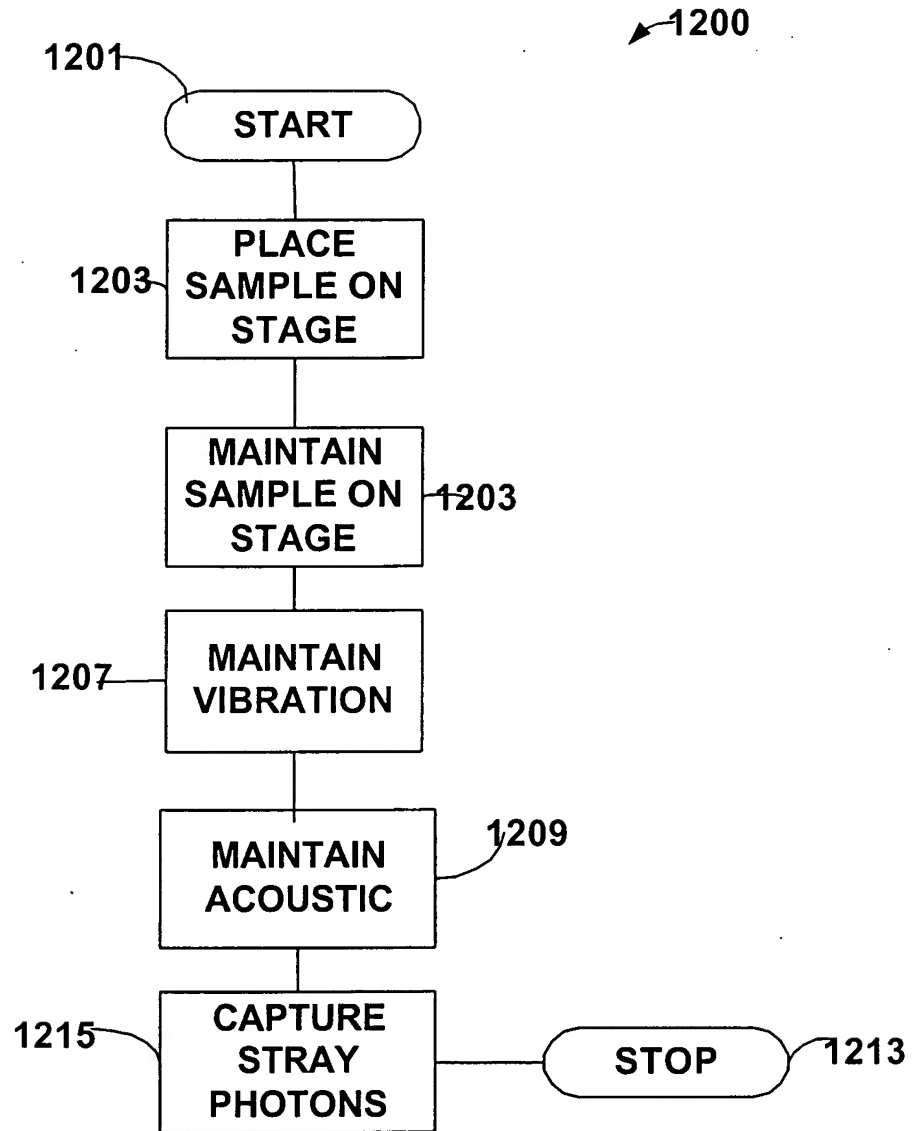 1200
1201
START
PLACE
SAMPLE ON
STAGE
1203
MAINTAIN
SAMPLE ON
STAGE
1203
MAINTAIN
VIBRATION
1207
MAINTAIN
ACOUSTIC
1209
CAPTURE
STRAY
PHOTONS
1215
STOP
1213